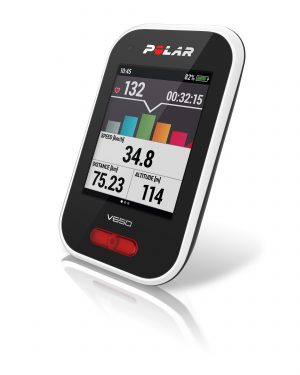 POLAR
10:45 82%
132 00:32:15
SPEED [km/h]
34.8
DISTANCE [km] ALTITUDE [m]
75.23 114
V650